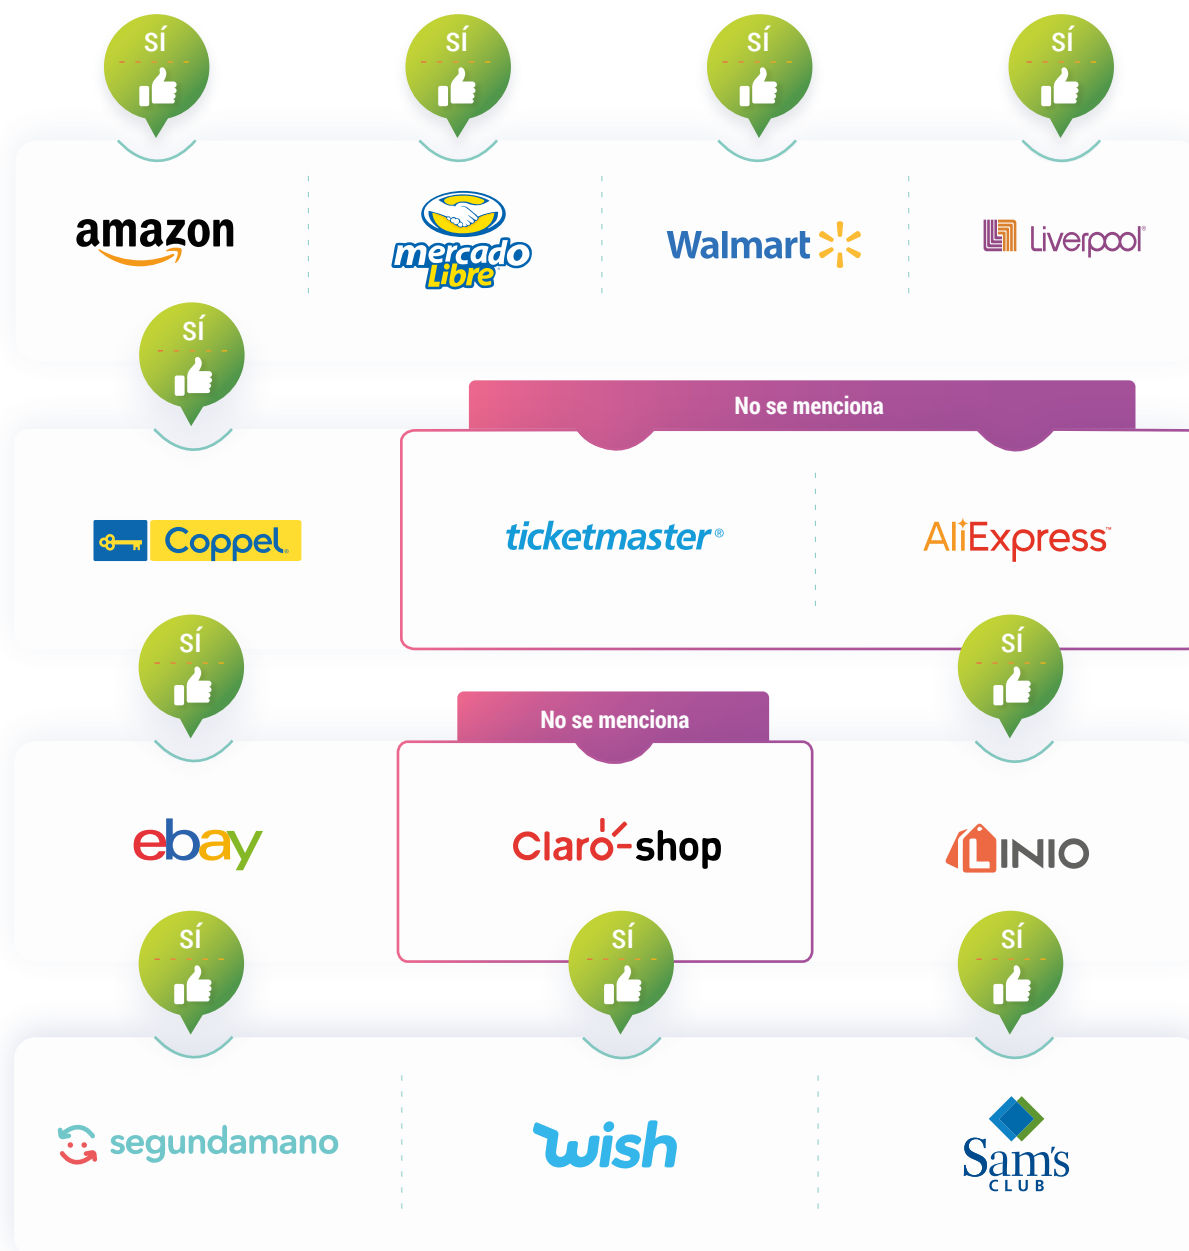 SÍ
SÍ
SÍ
SÍ
amazon
mercado
Libre
Walmart
Liverpool®
SÍ
No se menciona
Coppel
ticketmaster®
AliExpress™
SÍ
SÍ
No se menciona
ebay
Claro shop
LINIO
SÍ
SÍ
SÍ
segundamano
wish
Sam's
CLUB